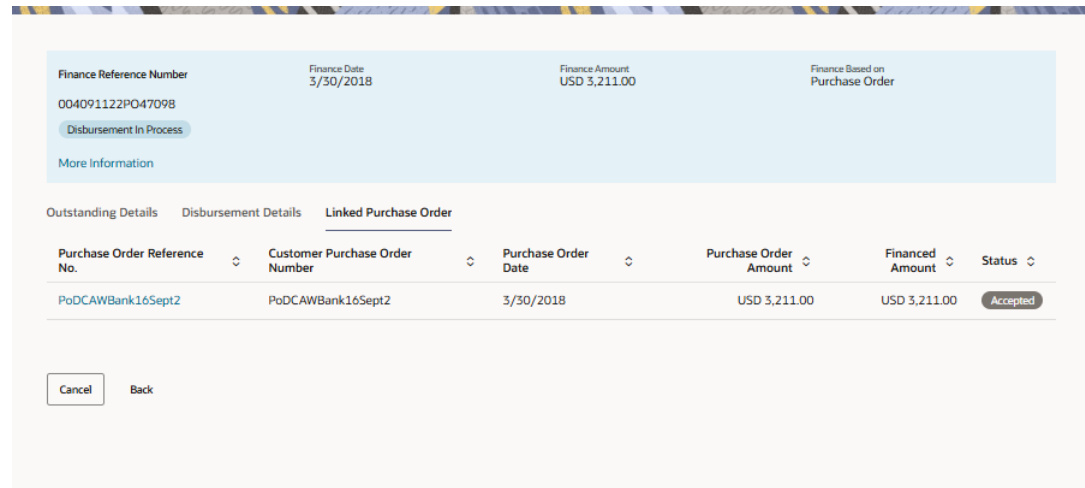 Finance Reference Number
004091122PO47098
Disbursement In Process
More Information
Finance Date
3/30/2018
Finance Amount
USD 3,211.00
Finance Based on
Purchase Order
Outstanding Details Disbursement Details Linked Purchase Order
Purchase Order Reference No.
Customer Purchase Order Number
Purchase Order Date
Purchase Order Amount
Financed Amount
Status
PoDCAWBank16Sept2 PoDCAWBank16Sept2 3/30/2018 USD 3,211.00 USD 3,211.00 Accepted
Cancel Back